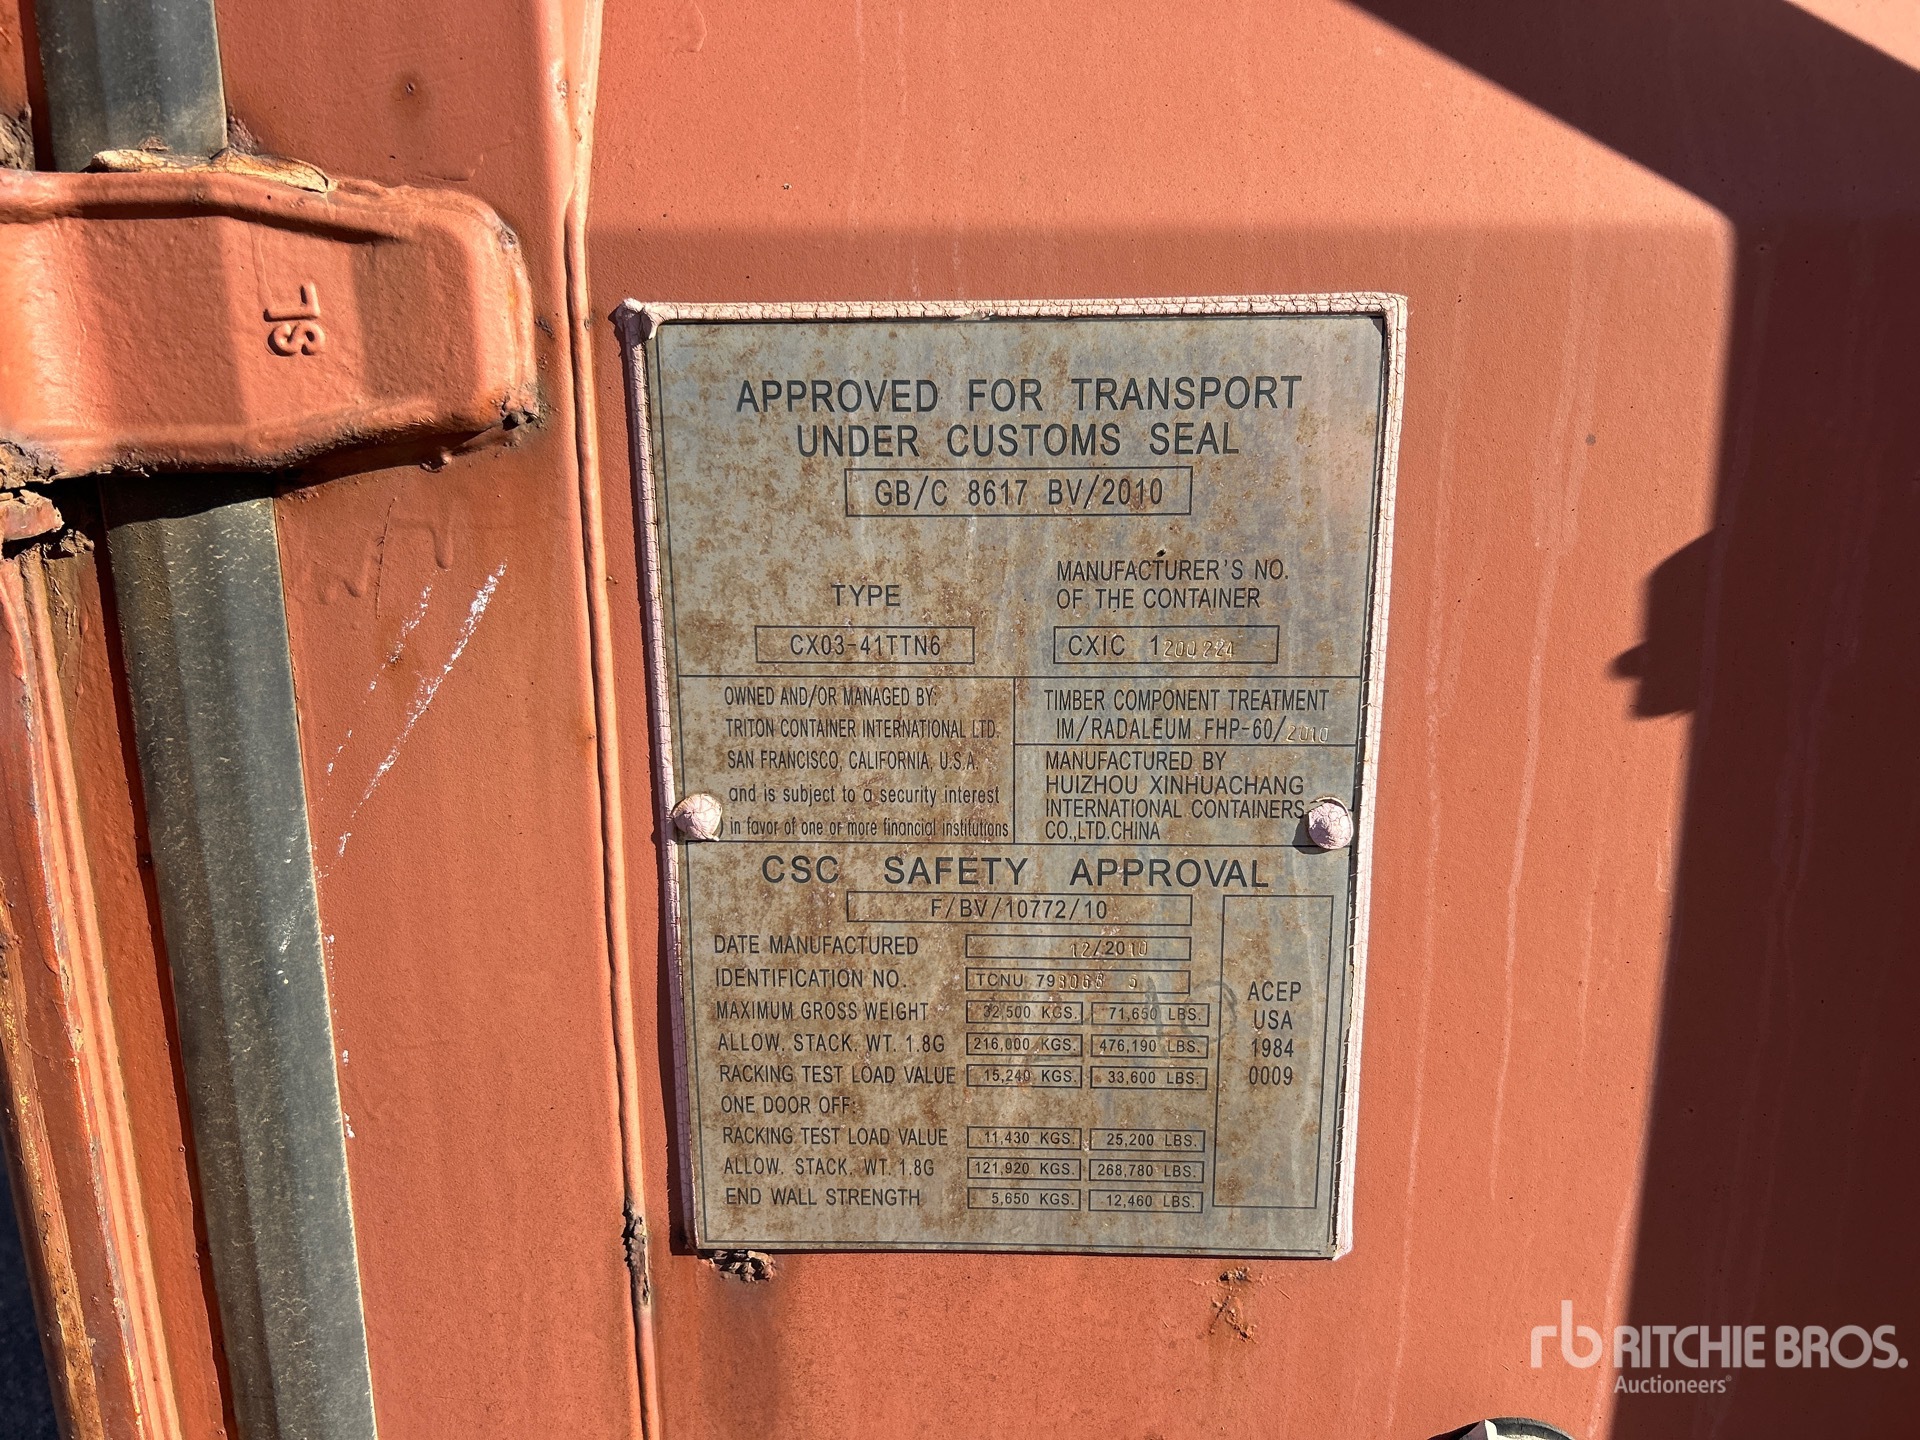 SL
APPROVED FOR TRANSPORT
UNDER CUSTOMS SEAL
GB/C 8617 BV/2010
TYPE
CX03-41TTN6
MANUFACTURER'S NO.
OF THE CONTAINER
CXIC 1200224
OWNED AND/OR MANAGED BY:
TRITON CONTAINER INTERNATIONAL LTD.
SAN FRANCISCO, CALIFORNIA, U.S.A.
and is subject to a security interest
in favor of one or more financial institutions
TIMBER COMPONENT TREATMENT
IM/RADALEUM FHP-60/2010
MANUFACTURED BY
HUIZHOU XINHUACHANG
INTERNATIONAL CONTAINERS
CO.,LTD.CHINA
CSC SAFETY APPROVAL
F/BV/10772/10
DATE MANUFACTURED 12/2010
IDENTIFICATION NO. TCNU 5
MAXIMUM GROSS WEIGHT 32,500 KGS. 71,650 LBS.
ALLOW. STACK. WT. 1.8G 216,000 KGS. 476,190 LBS.
RACKING TEST LOAD VALUE 15,240 KGS. 33,600 LBS.
ONE DOOR OFF:
RACKING TEST LOAD VALUE 11,430 KGS. 25,200 LBS.
ALLOW. STACK. WT. 1.8G 121,920 KGS. 268,780 LBS.
END WALL STRENGTH 5,650 KGS. 12,460 LBS.
ACEP
USA
1984
0009
rb RITCHIE BROS.
Auctioneers